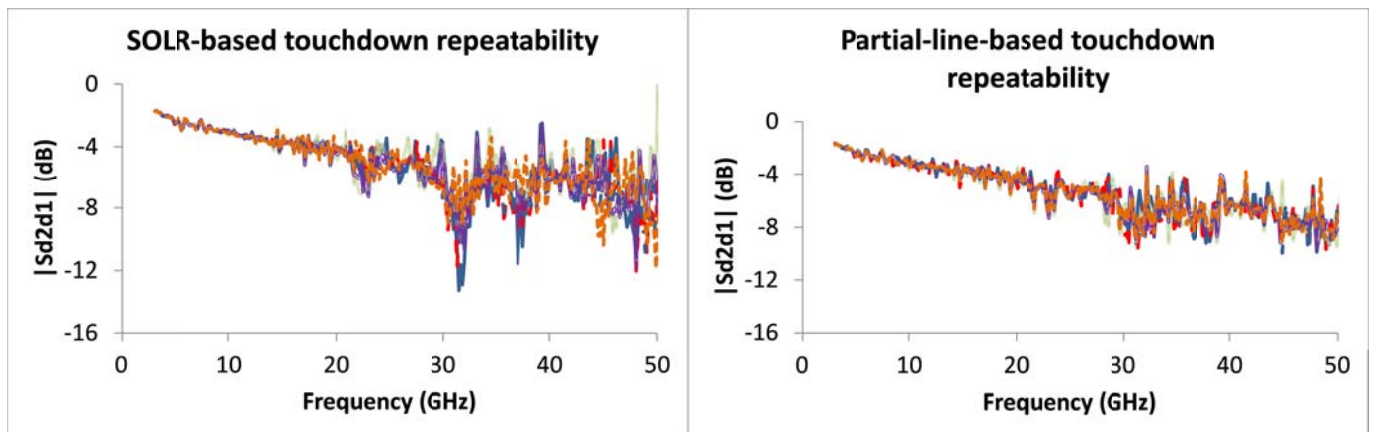 SOLR-based touchdown repeatability
0
-4
-8
-12
-16
|Sd2d1| (dB)
0 10 20 30 40 50
Frequency (GHz)
Partial-line-based touchdown
repeatability
0
-4
-8
-12
-16
|Sd2d1| (dB)
0 10 20 30 40 50
Frequency (GHz)